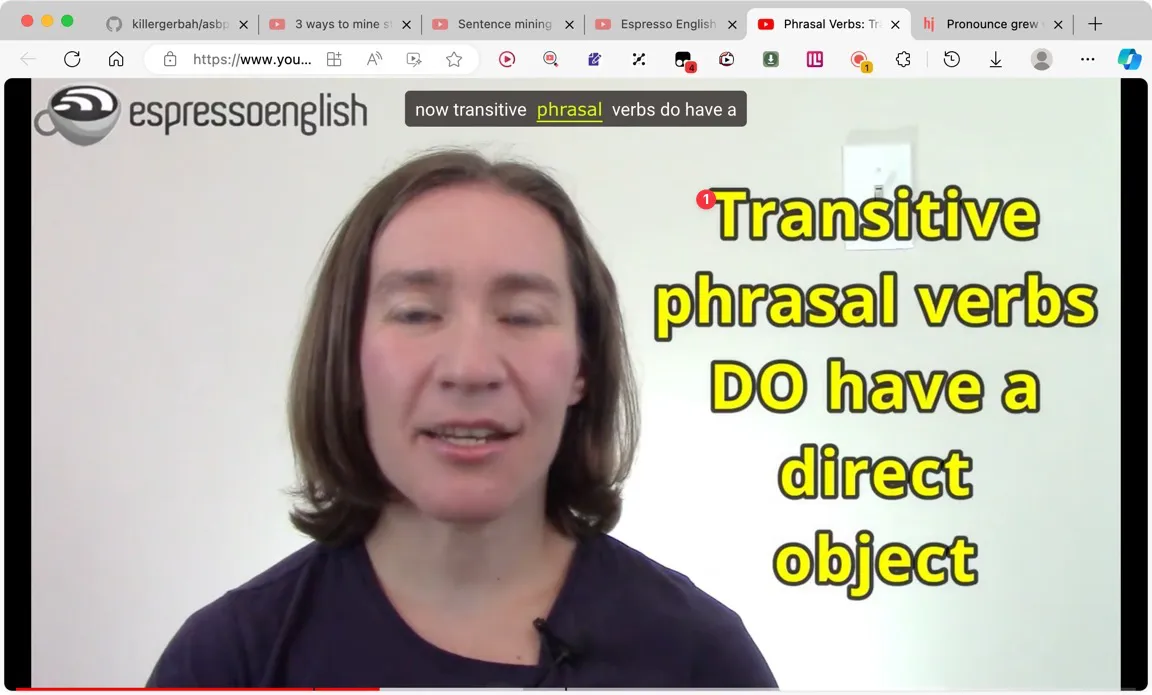 killergerbah/asbp
3 ways to mine s
Sentence mining
Espresso English
Phrasal Verbs: Tr
hj Pronounce grew
https://www.you...
4
1
espressoenglish
now transitive phrasal verbs do have a
1
Transitive
phrasal verbs
DO have a
direct
object